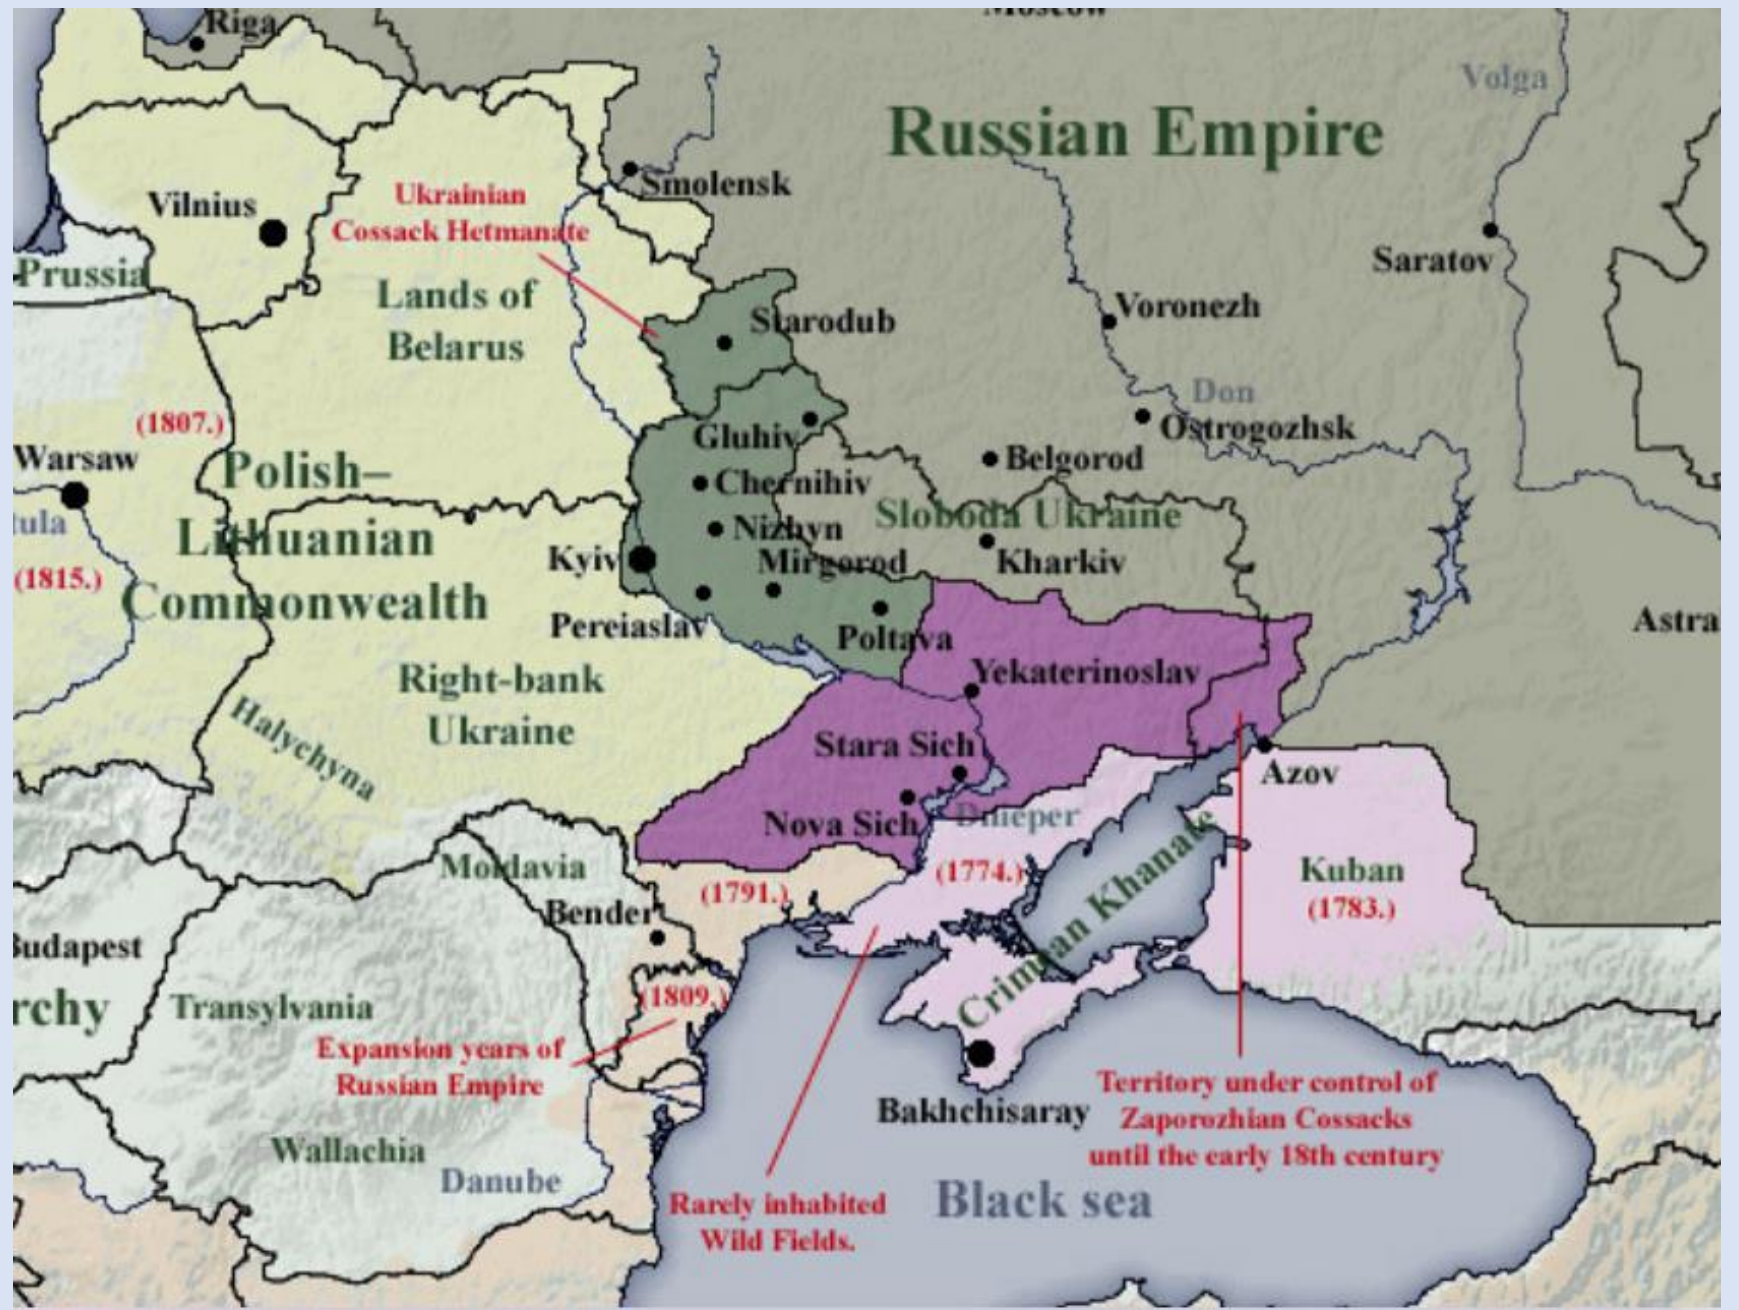 Moscow
Riga
Volga
Russian Empire
Smolensk
Ukrainian
Cossack Hetmanate
Vilnius
Saratov
Prussia
Lands of
Belarus
Voronezh
Starodub
Don
(1807.)
Ostrogozhsk
Gluhiv
Warsaw
Polish–
Belgorod
Chernihiv
tula
Sloboda Ukraine
Nizhyn
Lithuanian
Kyiv
Mirgorod
Kharkiv
(1815.)
Commonwealth
Pereiaslav
Poltava
Astra
Yekaterinoslav
Right-bank
Ukraine
Halychyna
Stara Sich
Azov
Nova Sich
Dnieper
Moldavia
(1774.)
Crimean Khanate
Kuban
(1783.)
(1791.)
Bender
Budapest
(1809.)
rchy
Transylvania
Expansion years of
Russian Empire
Bakhchisaray
Territory under control of
Zaporozhian Cossacks
until the early 18th century
Wallachia
Danube
Rarely inhabited
Wild Fields.
Black sea